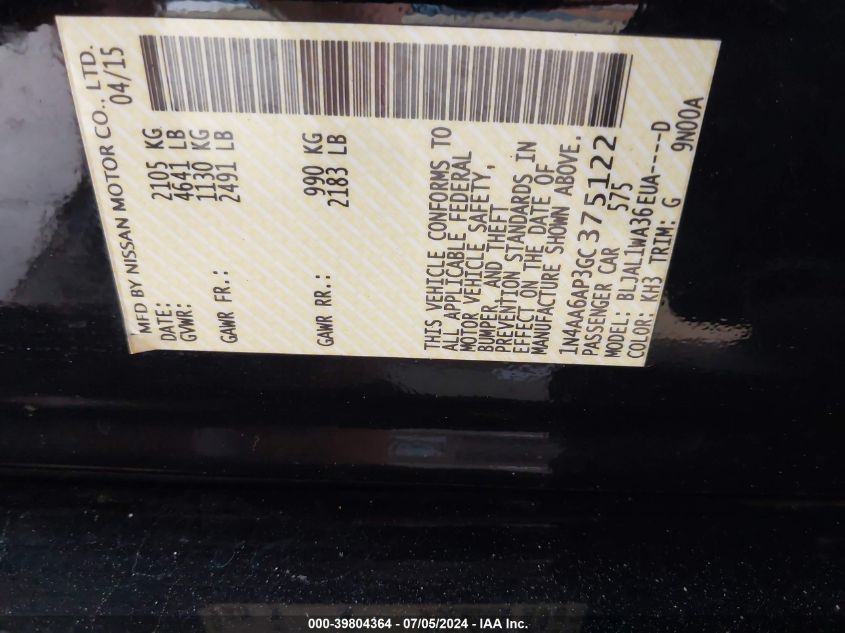 MFD BY NISSAN MOTOR CO., LTD.
DATE: 04/15
GVWR: 2105 KG
4641 LB
GAWR FR.: 1130 KG
2491 LB
GAWR RR.: 990 KG
2183 LB
THIS VEHICLE CONFORMS TO
ALL APPLICABLE FEDERAL
MOTOR VEHICLE SAFETY,
BUMPER, AND THEFT
PREVENTION STANDARDS IN
EFFECT ON THE DATE OF
MANUFACTURE SHOWN ABOVE.
1N4AA6AP3GC375122
PASSENGER CAR 575
MODEL: BLJAL1WA36EUA----D
COLOR: KH3 TRIM: G 9N00A
000-39804364 - 07/05/2024 - IAA Inc.